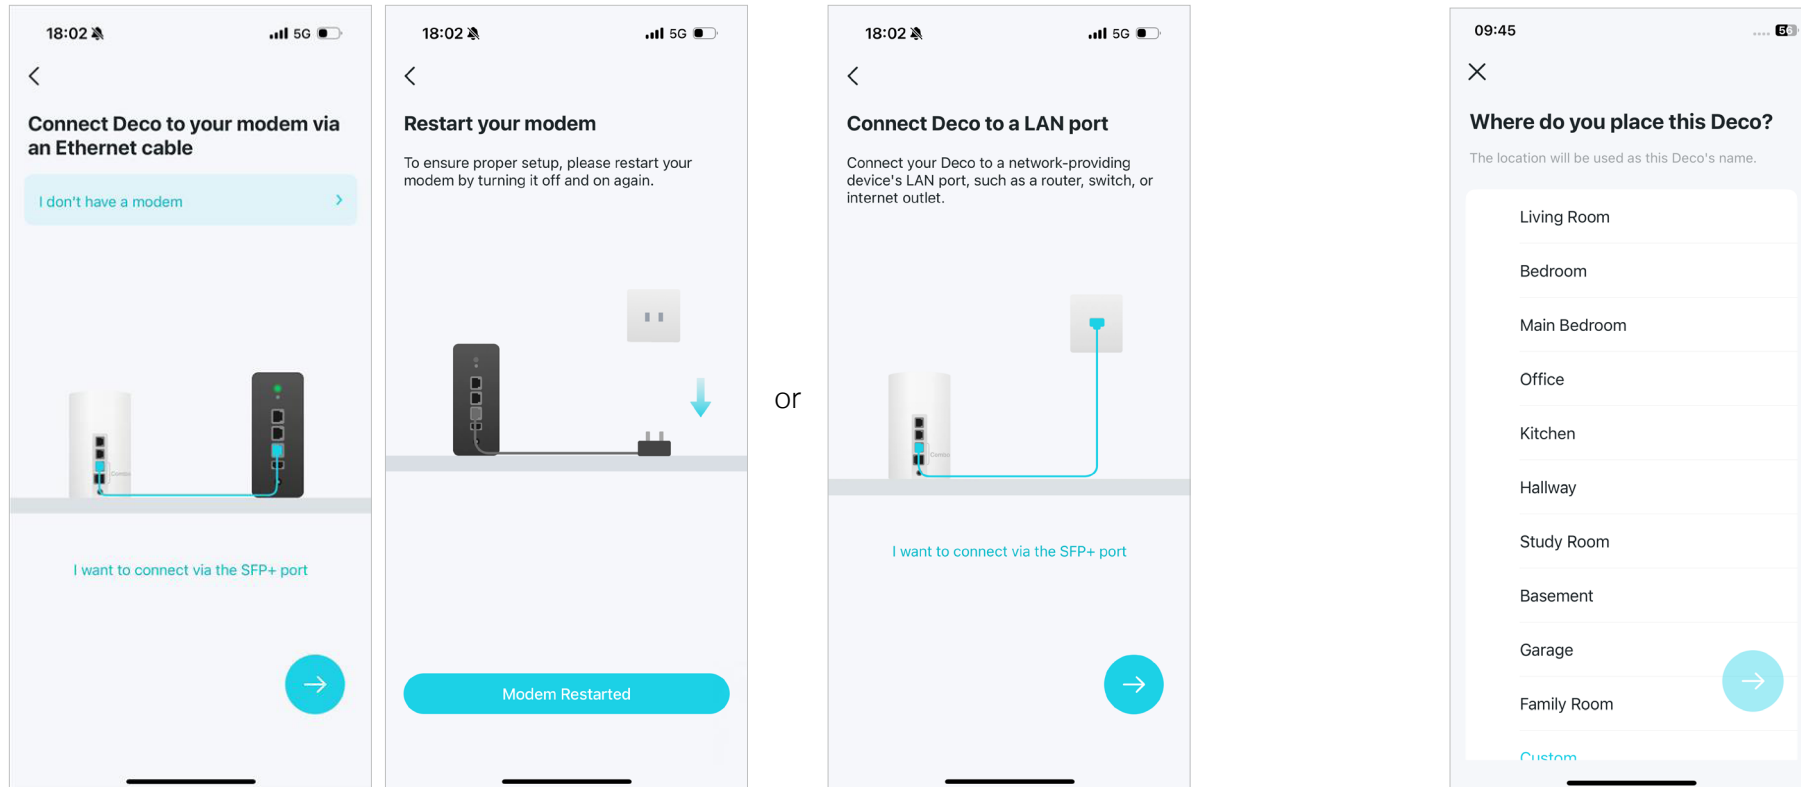 18:02
5G
Connect Deco to your modem via
an Ethernet cable
I don't have a modem
I want to connect via the SFP+ port
18:02
5G
Restart your modem
To ensure proper setup, please restart your
modem by turning it off and on again.
Modem Restarted
or
18:02
5G
Connect Deco to a LAN port
Connect your Deco to a network-providing
device's LAN port, such as a router, switch, or
internet outlet.
I want to connect via the SFP+ port
09:45
56
Where do you place this Deco?
The location will be used as this Deco's name.
Living Room
Bedroom
Main Bedroom
Office
Kitchen
Hallway
Study Room
Basement
Garage
Family Room
Custom